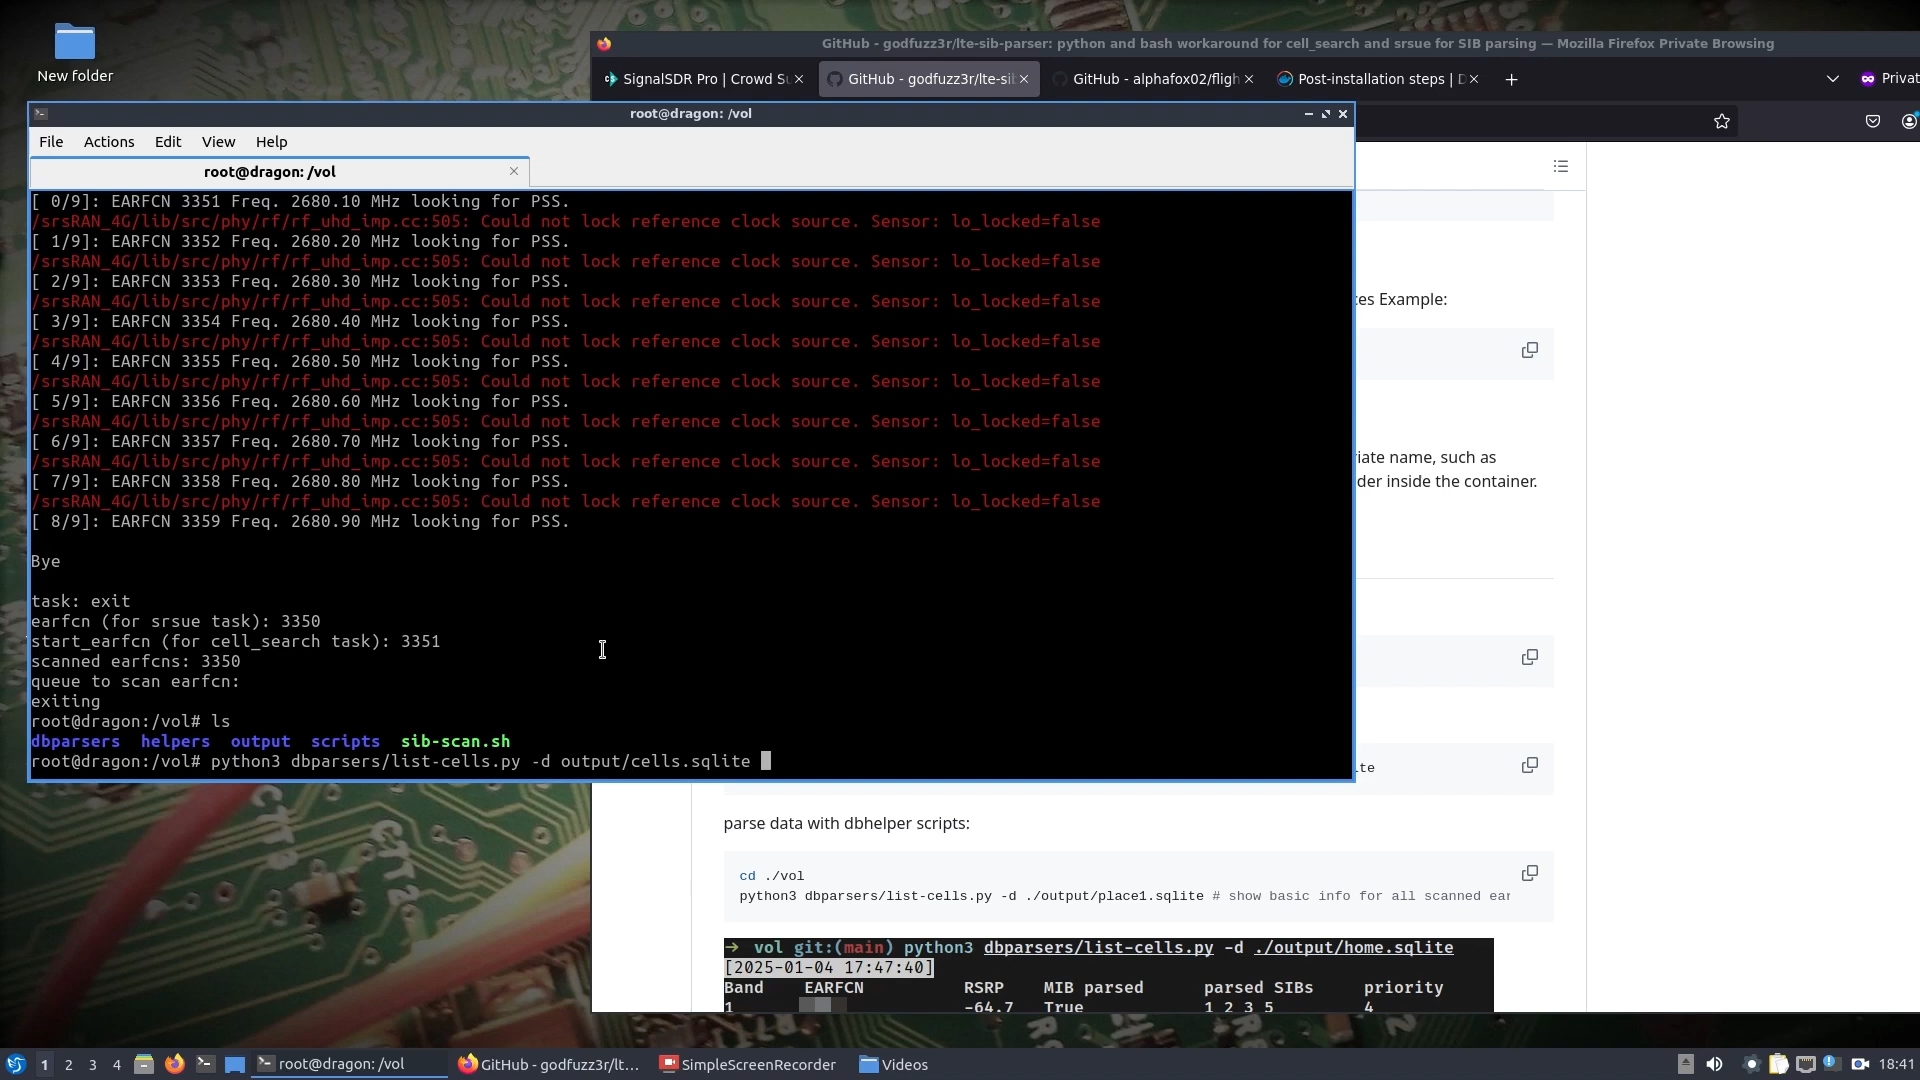 New folder
GitHub - godfuzz3r/lte-sib-parser: python and bash workaround for cell_search and srsue for SIB parsing — Mozilla Firefox Private Browsing
SignalSDR Pro | Crowd S
GitHub - godfuzz3r/lte-sib
GitHub - alphafox02/fligh
Post-installation steps | D
Privat
root@dragon: /vol
File Actions Edit View Help
root@dragon: /vol
[ 0/9]: EARFCN 3351 Freq. 2680.10 MHz looking for PSS.
/srsRAN_4G/lib/src/phy/rf/rf_uhd_imp.cc:505: Could not lock reference clock source. Sensor: lo_locked=false
[ 1/9]: EARFCN 3352 Freq. 2680.20 MHz looking for PSS.
/srsRAN_4G/lib/src/phy/rf/rf_uhd_imp.cc:505: Could not lock reference clock source. Sensor: lo_locked=false
[ 2/9]: EARFCN 3353 Freq. 2680.30 MHz looking for PSS.
/srsRAN_4G/lib/src/phy/rf/rf_uhd_imp.cc:505: Could not lock reference clock source. Sensor: lo_locked=false
[ 3/9]: EARFCN 3354 Freq. 2680.40 MHz looking for PSS.
/srsRAN_4G/lib/src/phy/rf/rf_uhd_imp.cc:505: Could not lock reference clock source. Sensor: lo_locked=false
[ 4/9]: EARFCN 3355 Freq. 2680.50 MHz looking for PSS.
/srsRAN_4G/lib/src/phy/rf/rf_uhd_imp.cc:505: Could not lock reference clock source. Sensor: lo_locked=false
[ 5/9]: EARFCN 3356 Freq. 2680.60 MHz looking for PSS.
/srsRAN_4G/lib/src/phy/rf/rf_uhd_imp.cc:505: Could not lock reference clock source. Sensor: lo_locked=false
[ 6/9]: EARFCN 3357 Freq. 2680.70 MHz looking for PSS.
/srsRAN_4G/lib/src/phy/rf/rf_uhd_imp.cc:505: Could not lock reference clock source. Sensor: lo_locked=false
[ 7/9]: EARFCN 3358 Freq. 2680.80 MHz looking for PSS.
/srsRAN_4G/lib/src/phy/rf/rf_uhd_imp.cc:505: Could not lock reference clock source. Sensor: lo_locked=false
[ 8/9]: EARFCN 3359 Freq. 2680.90 MHz looking for PSS.
Bye
task: exit
earfcn (for srsue task): 3350
start_earfcn (for cell_search task): 3351
scanned earfcns: 3350
queue to scan earfcn:
exiting
root@dragon:/vol# ls
dbparsers helpers output scripts sib-scan.sh
root@dragon:/vol# python3 dbparsers/list-cells.py -d output/cells.sqlite
ces Example:
riate name, such as
der inside the container.
ite
parse data with dbhelper scripts:
cd ./vol
python3 dbparsers/list-cells.py -d ./output/place1.sqlite # show basic info for all scanned ear
→ vol git:(main) python3 dbparsers/list-cells.py -d ./output/home.sqlite
[2025-01-04 17:47:40]
Band EARFCN RSRP MIB parsed parsed SIBs priority
1 -64.7 True 1 2 3 5 4
1 2 3 4
root@dragon: /vol
GitHub - godfuzz3r/lt...
SimpleScreenRecorder
Videos
18:41